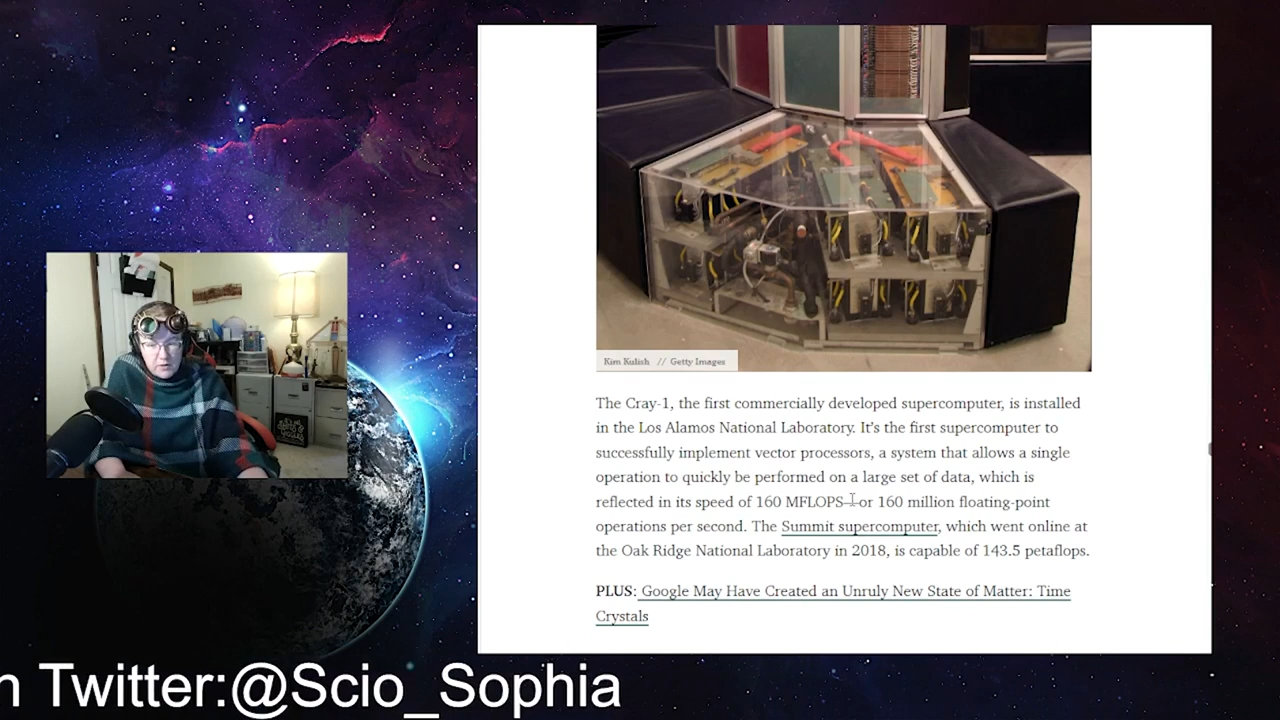 Kim Kulish // Getty Images
The Cray-1, the first commercially developed supercomputer, is installed
in the Los Alamos National Laboratory. It's the first supercomputer to
successfully implement vector processors, a system that allows a single
operation to quickly be performed on a large set of data, which is
reflected in its speed of 160 MFLOPS—or 160 million floating-point
operations per second. The Summit supercomputer, which went online at
the Oak Ridge National Laboratory in 2018, is capable of 143.5 petaflops.
PLUS: Google May Have Created an Unruly New State of Matter: Time
Crystals
n Twitter:@Scio_Sophia